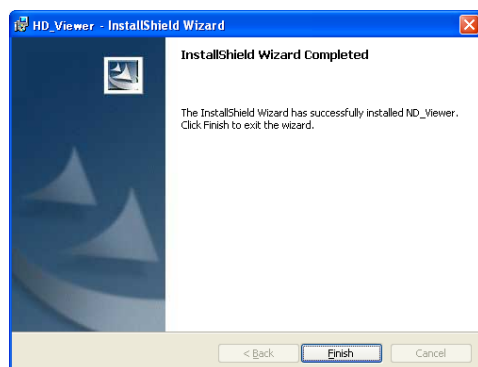 HD_Viewer - InstallShield Wizard
InstallShield Wizard Completed
The InstallShield Wizard has successfully installed ND_Viewer.
Click Finish to exit the wizard.
< Back Finish Cancel